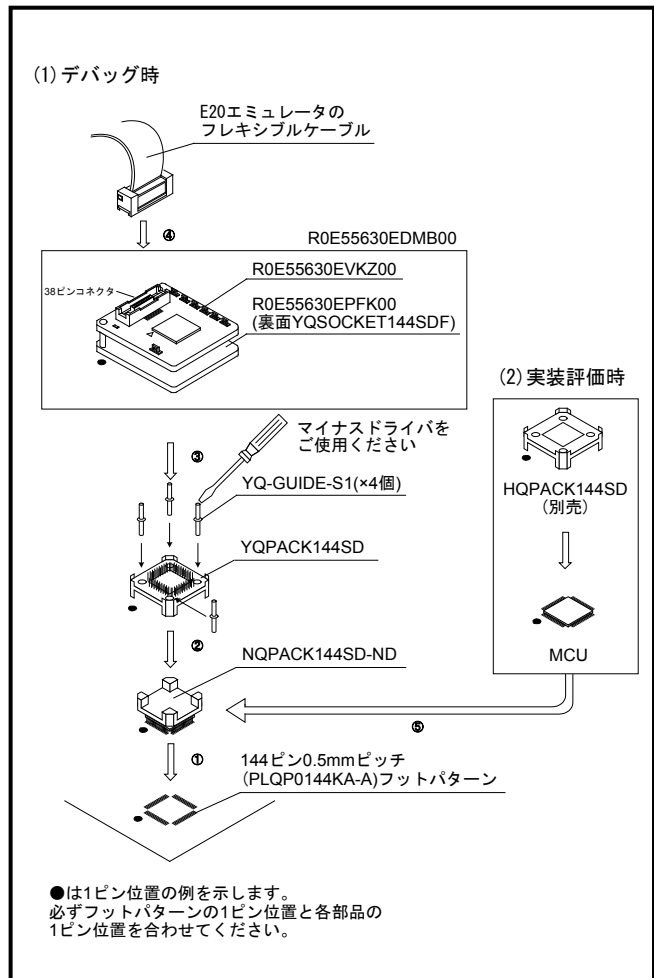 (1)デバッグ時
E20エミュレータの
フレキシブルケーブル
④
R0E55630EDMB00
R0E55630EVKZ00
38ピンコネクタ
R0E55630EPFK00
(裏面YQSOCKET144SDF)
(2)実装評価時
マイナスドライバを
ご使用ください
③
YQ-GUIDE-S1(×4個)
HQPACK144SD
(別売)
YQPACK144SD
②
MCU
NQPACK144SD-ND
⑤
①
144ピン0.5mmピッチ
(PLQP0144KA-A)フットパターン
●は1ピン位置の例を示します。
必ずフットパターンの1ピン位置と各部品の
1ピン位置を合わせてください。